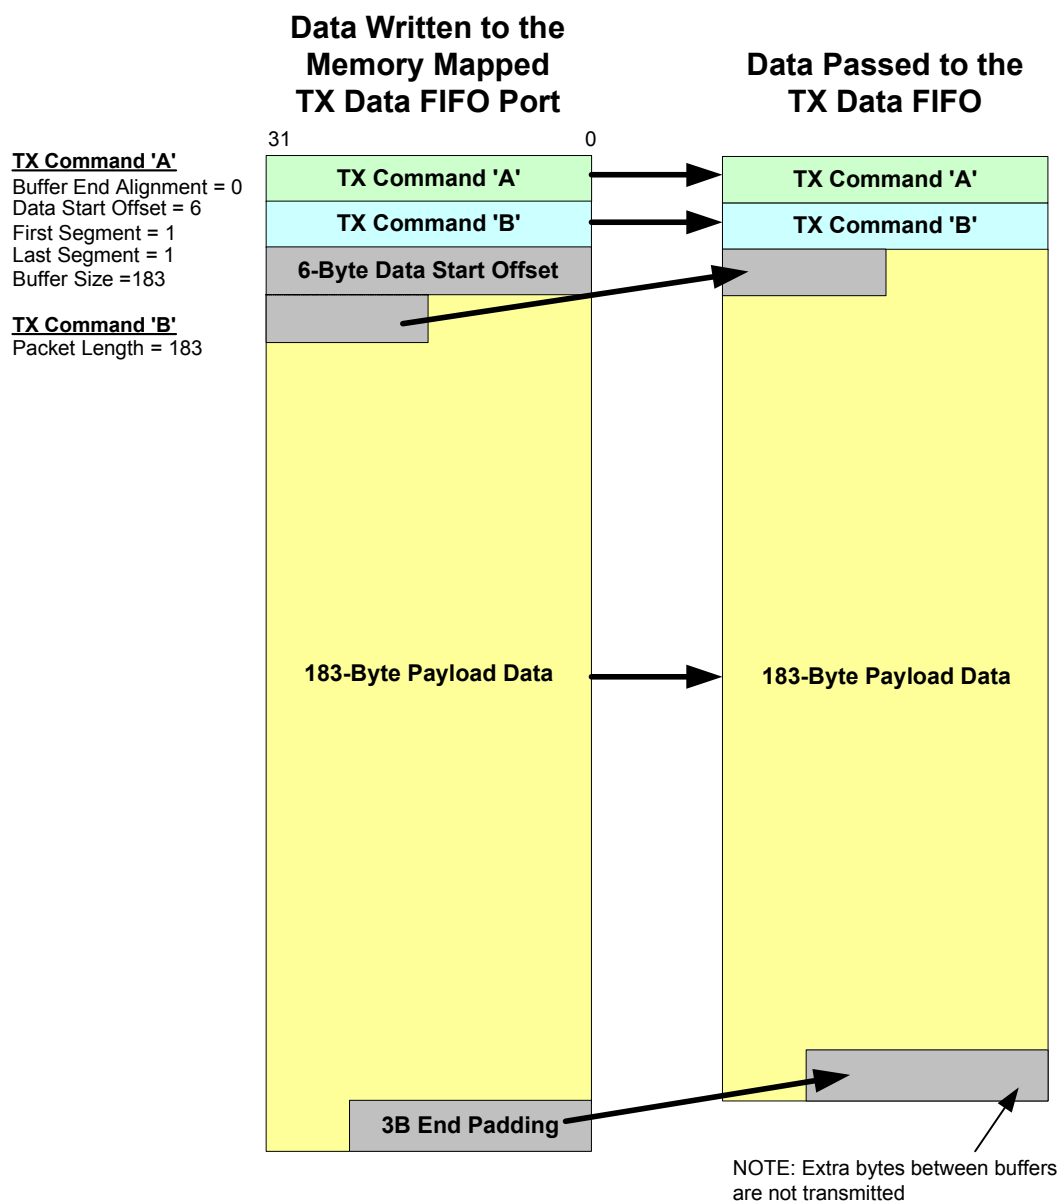 Data Written to the
Memory Mapped
TX Data FIFO Port
Data Passed to the
TX Data FIFO
31
0
TX Command 'A'
Buffer End Alignment = 0
Data Start Offset = 6
First Segment = 1
Last Segment = 1
Buffer Size =183
TX Command 'B'
Packet Length = 183
TX Command 'A'
TX Command 'B'
6-Byte Data Start Offset
183-Byte Payload Data
3B End Padding
TX Command 'A'
TX Command 'B'
183-Byte Payload Data
NOTE: Extra bytes between buffers
are not transmitted